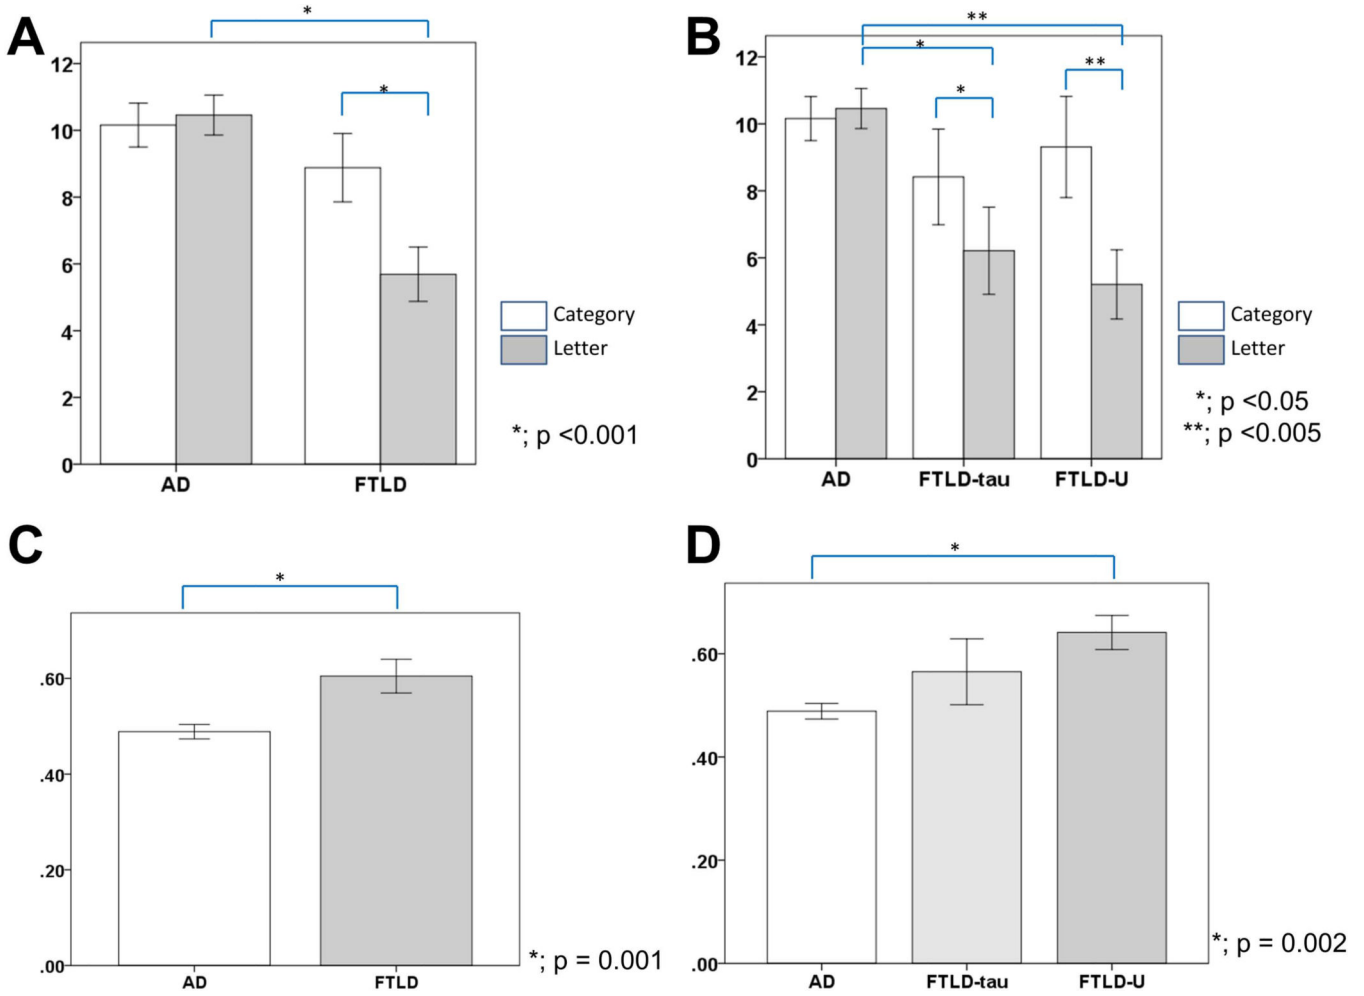 A
*
12
10
8
6
4
2
0
*
AD
FTLD
Category
Letter
*; p <0.001
B
**
*
12
10
8
6
4
2
0
*
**
AD
FTLD-tau
FTLD-U
Category
Letter
*; p <0.05
**; p <0.005
C
*
.60
.40
.20
.00
AD
FTLD
*; p = 0.001
D
*
.60
.40
.20
.00
AD
FTLD-tau
FTLD-U
*; p = 0.002